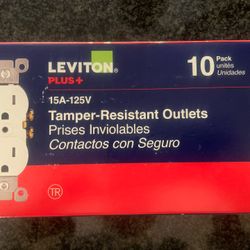 LEVITON®
PLUS+
10 Pack
unités
Unidades
15A-125V
Tamper-Resistant Outlets
Prises Inviolables
Contactos con Seguro
TR